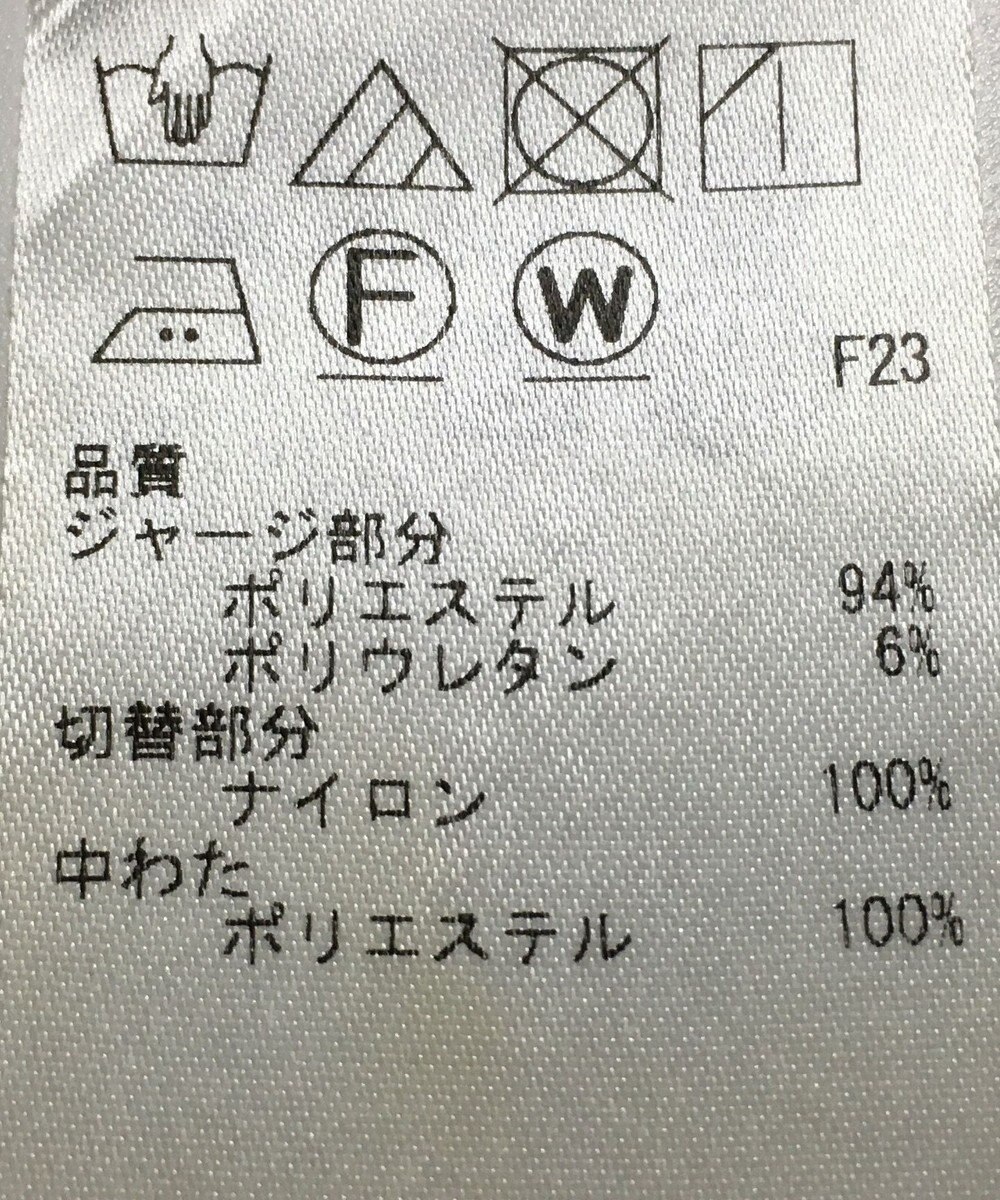 F W F23
品質
ジャージ部分
ポリエステル 94%
ポリウレタン 6%
切替部分
ナイロン 100%
中わた
ポリエステル 100%